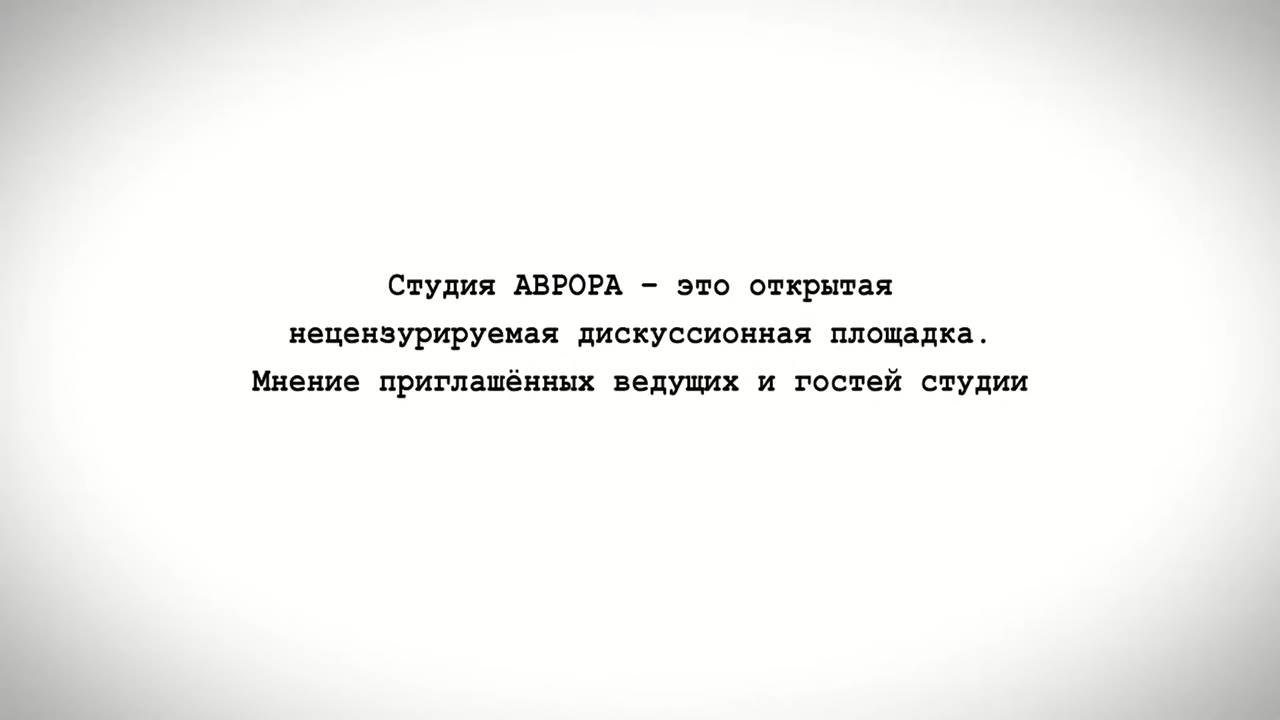 Студия АВРОРА – это открытая
нецензурируемая дискуссионная площадка.
Мнение приглашённых ведущих и гостей студии